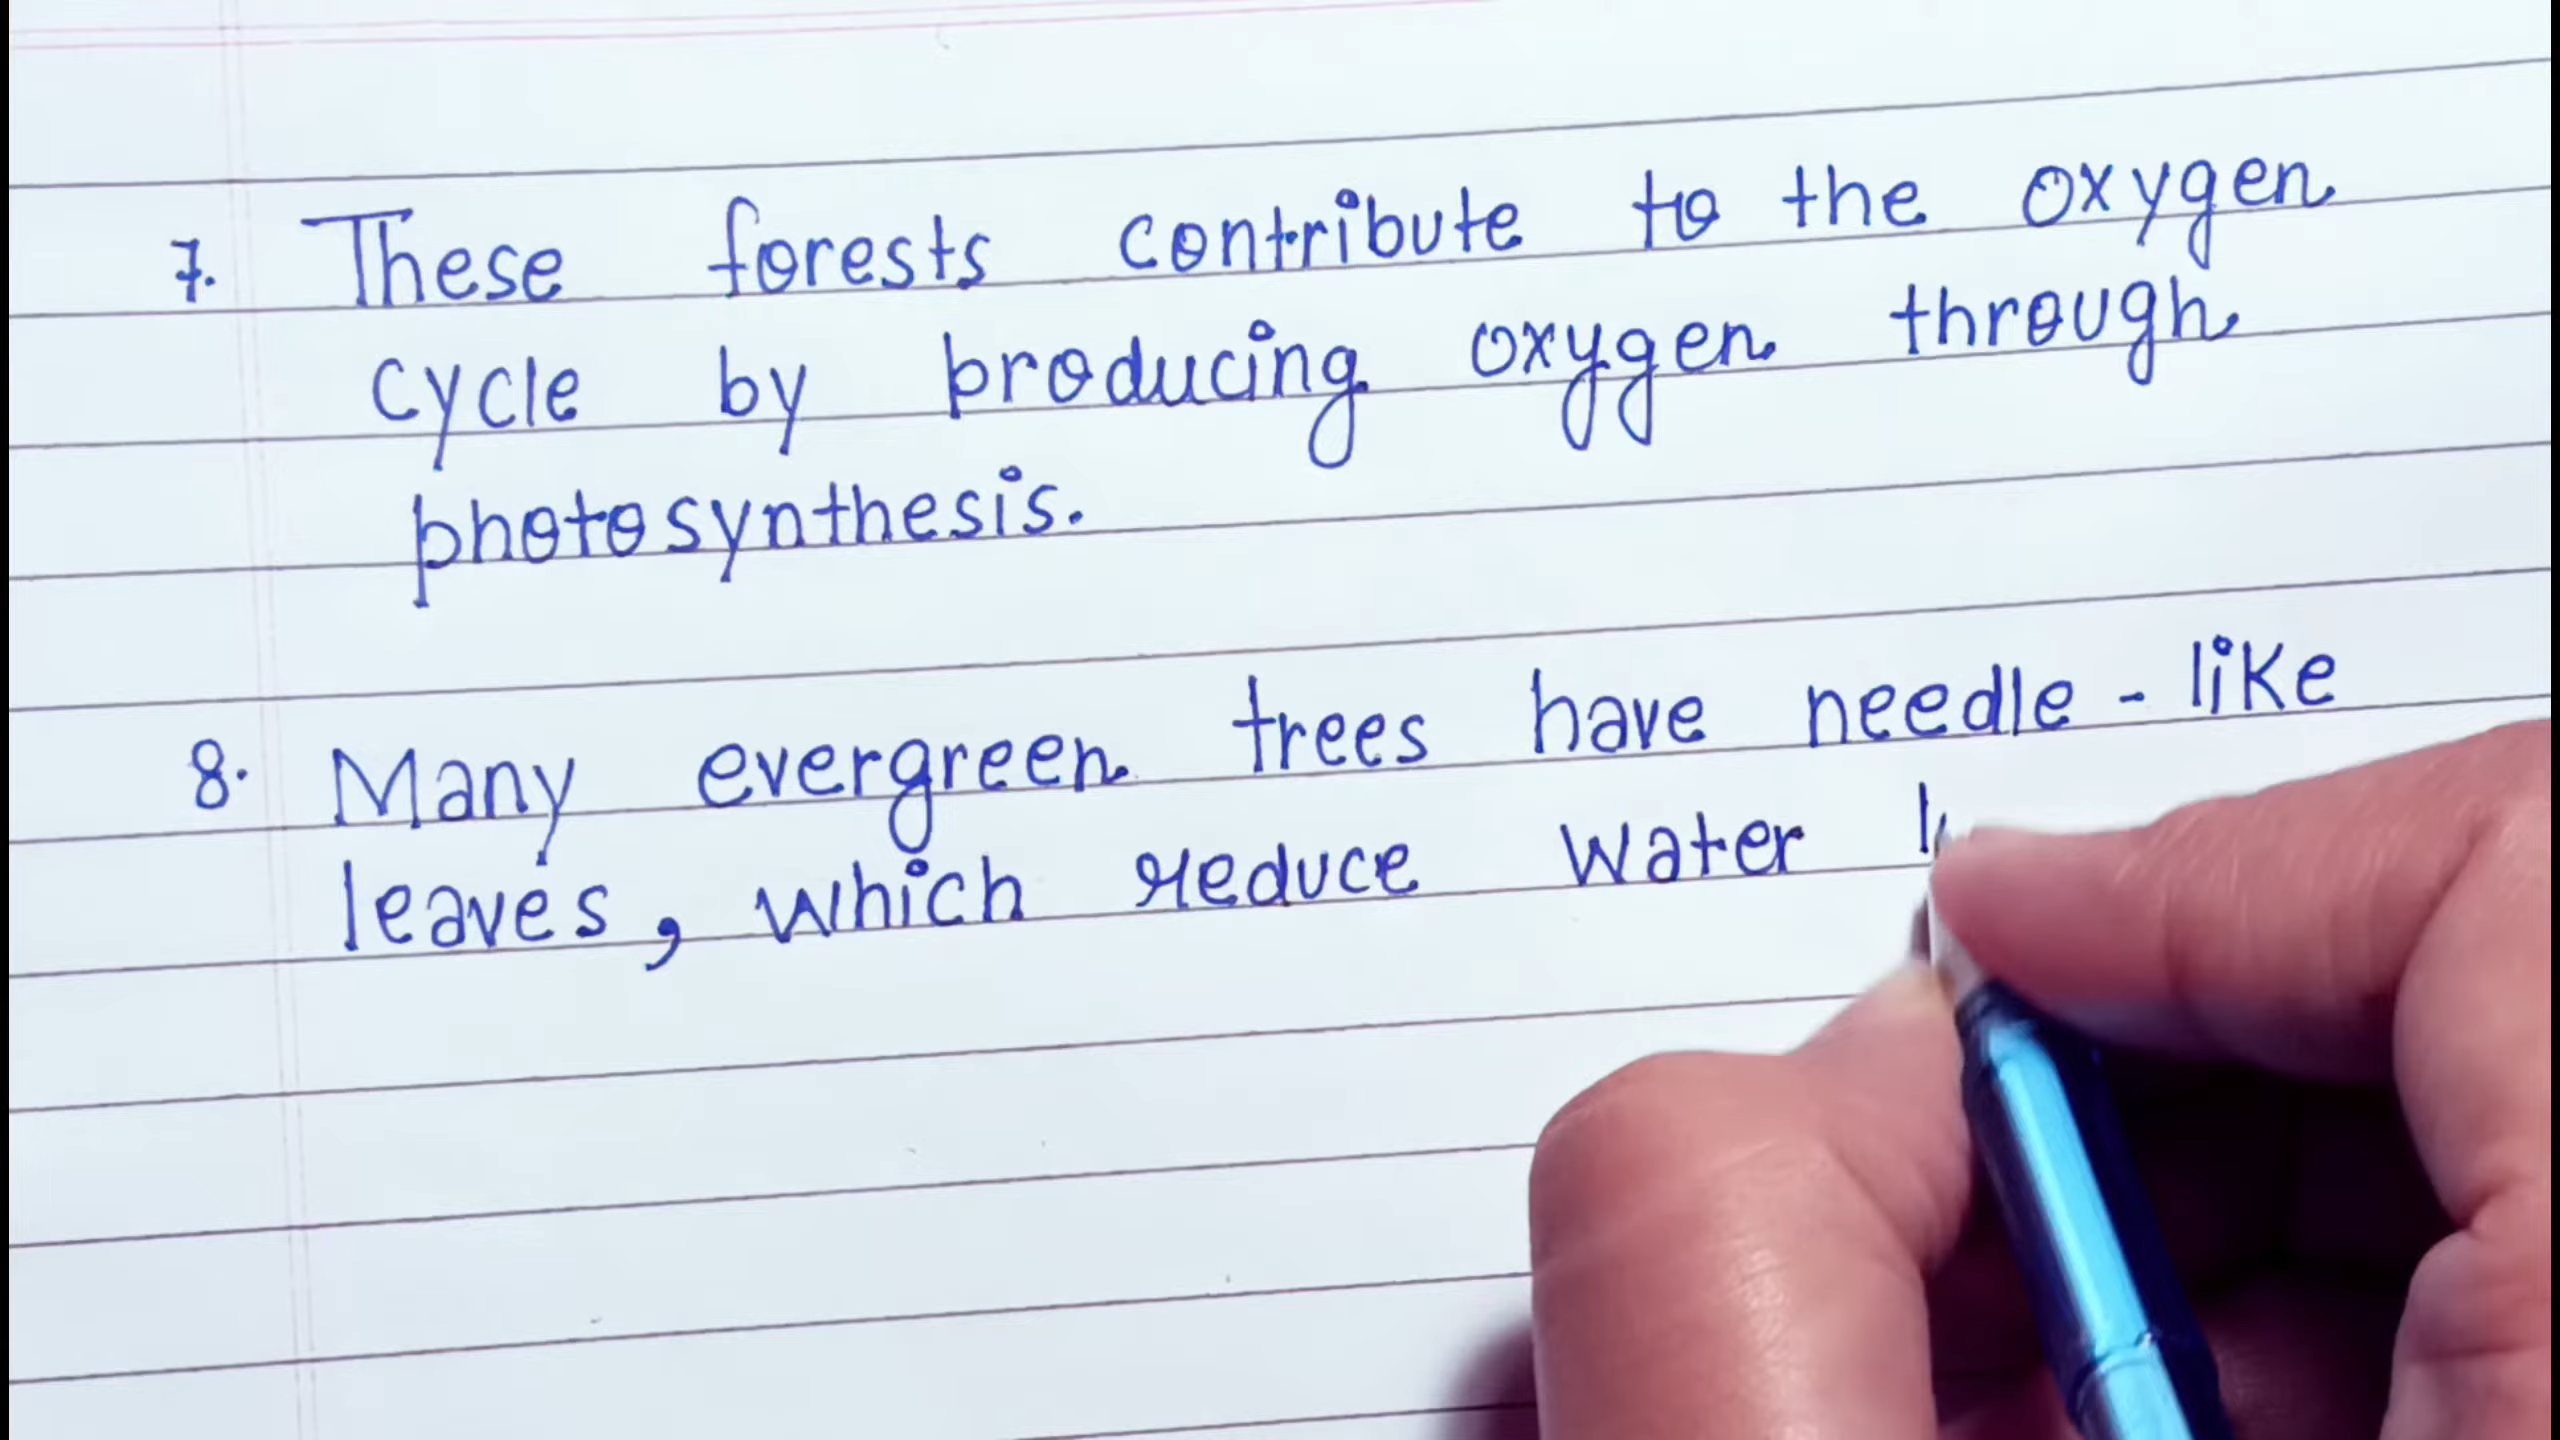 7. These forests contribute to the oxygen
cycle by producing oxygen through
photosynthesis.
8. Many evergreen trees have needle-like
leaves, which reduce water l